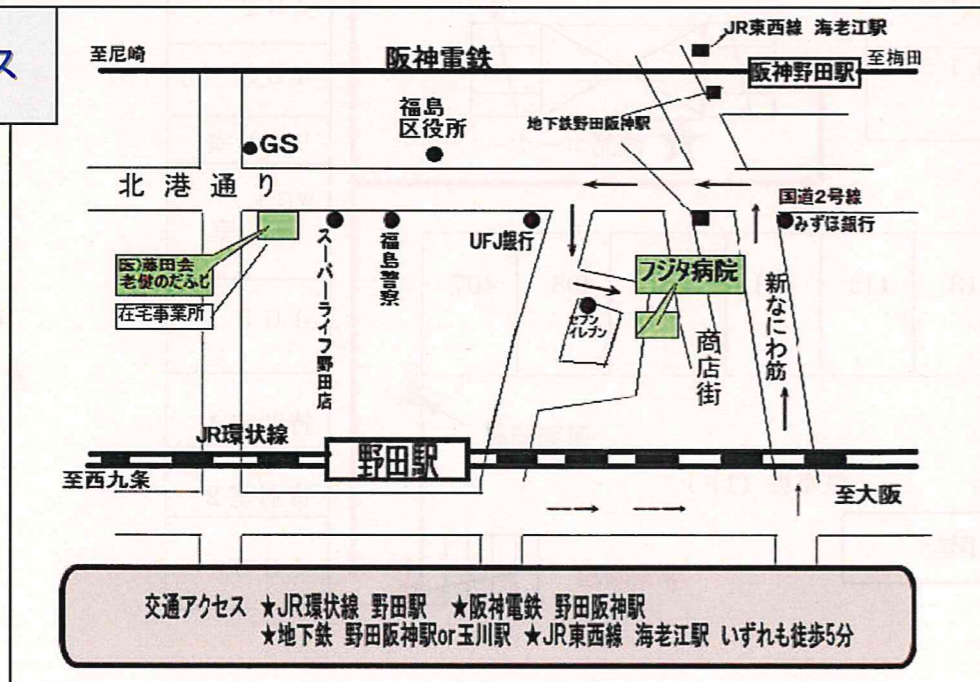 ス
JR東西線 海老江駅
至尼崎
阪神電鉄
阪神野田駅
至梅田
福島
区役所
地下鉄野田阪神駅
GS
北港通り
国道2号線
みずほ銀行
UFJ銀行
スーパーライフ野田店
福島警察
医)藤田会
老健のだふじ
在宅事業所
フジタ病院
セブン
イレブン
商店街
新なにわ筋
JR環状線
野田駅
至西九条
至大阪
交通アクセス ★JR環状線 野田駅 ★阪神電鉄 野田阪神駅
★地下鉄 野田阪神駅or玉川駅 ★JR東西線 海老江駅 いずれも徒歩5分